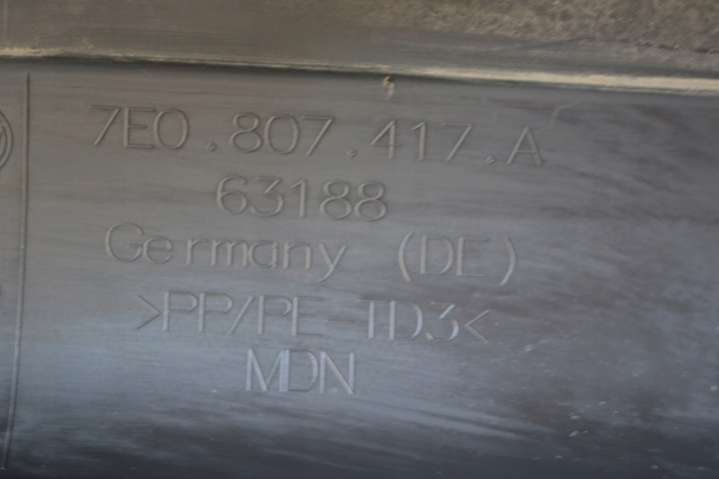 7E0.807.417.A
63188
Germany (DE)
>PP/PE-TD3<
MDN